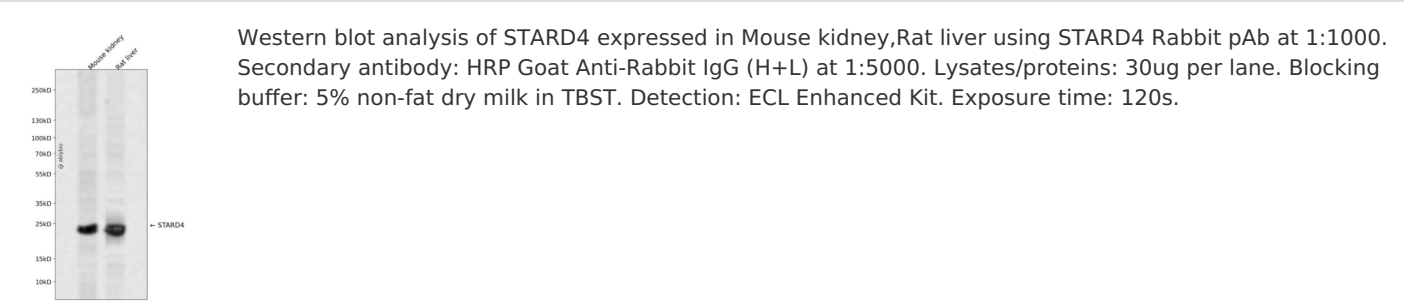 Mouse kidney
Rat liver
250kD
130kD
100kD
70kD
55kD
35kD
25kD
15kD
10kD
← STARD4
Western blot analysis of STARD4 expressed in Mouse kidney,Rat liver using STARD4 Rabbit pAb at 1:1000.
Secondary antibody: HRP Goat Anti-Rabbit IgG (H+L) at 1:5000. Lysates/proteins: 30ug per lane. Blocking
buffer: 5% non-fat dry milk in TBST. Detection: ECL Enhanced Kit. Exposure time: 120s.